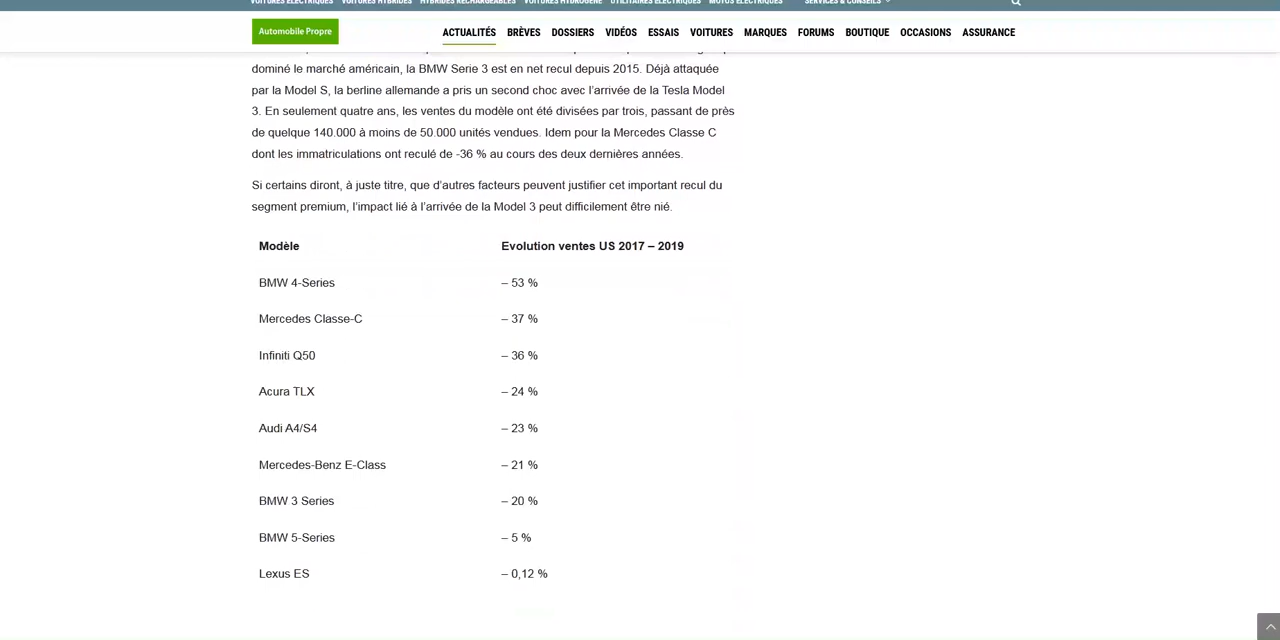 VOITURES ÉLECTRIQUES VOITURES HYBRIDES HYBRIDES RECHARGEABLES VOITURES HYDROGÈNE UTILITAIRES ÉLECTRIQUES MOTOS ÉLECTRIQUES SERVICES & CONSEILS
Automobile Propre ACTUALITÉS BRÈVES DOSSIERS VIDÉOS ESSAIS VOITURES MARQUES FORUMS BOUTIQUE OCCASIONS ASSURANCE
dominé le marché américain, la BMW Serie 3 est en net recul depuis 2015. Déjà attaquée
par la Model S, la berline allemande a pris un second choc avec l’arrivée de la Tesla Model
3. En seulement quatre ans, les ventes du modèle ont été divisées par trois, passant de près
de quelque 140.000 à moins de 50.000 unités vendues. Idem pour la Mercedes Classe C
dont les immatriculations ont reculé de -36 % au cours des deux dernières années.
Si certains diront, à juste titre, que d’autres facteurs peuvent justifier cet important recul du
segment premium, l’impact lié à l’arrivée de la Model 3 peut difficilement être nié.
Modèle Evolution ventes US 2017 – 2019
BMW 4-Series – 53 %
Mercedes Classe-C – 37 %
Infiniti Q50 – 36 %
Acura TLX – 24 %
Audi A4/S4 – 23 %
Mercedes-Benz E-Class – 21 %
BMW 3 Series – 20 %
BMW 5-Series – 5 %
Lexus ES – 0,12 %